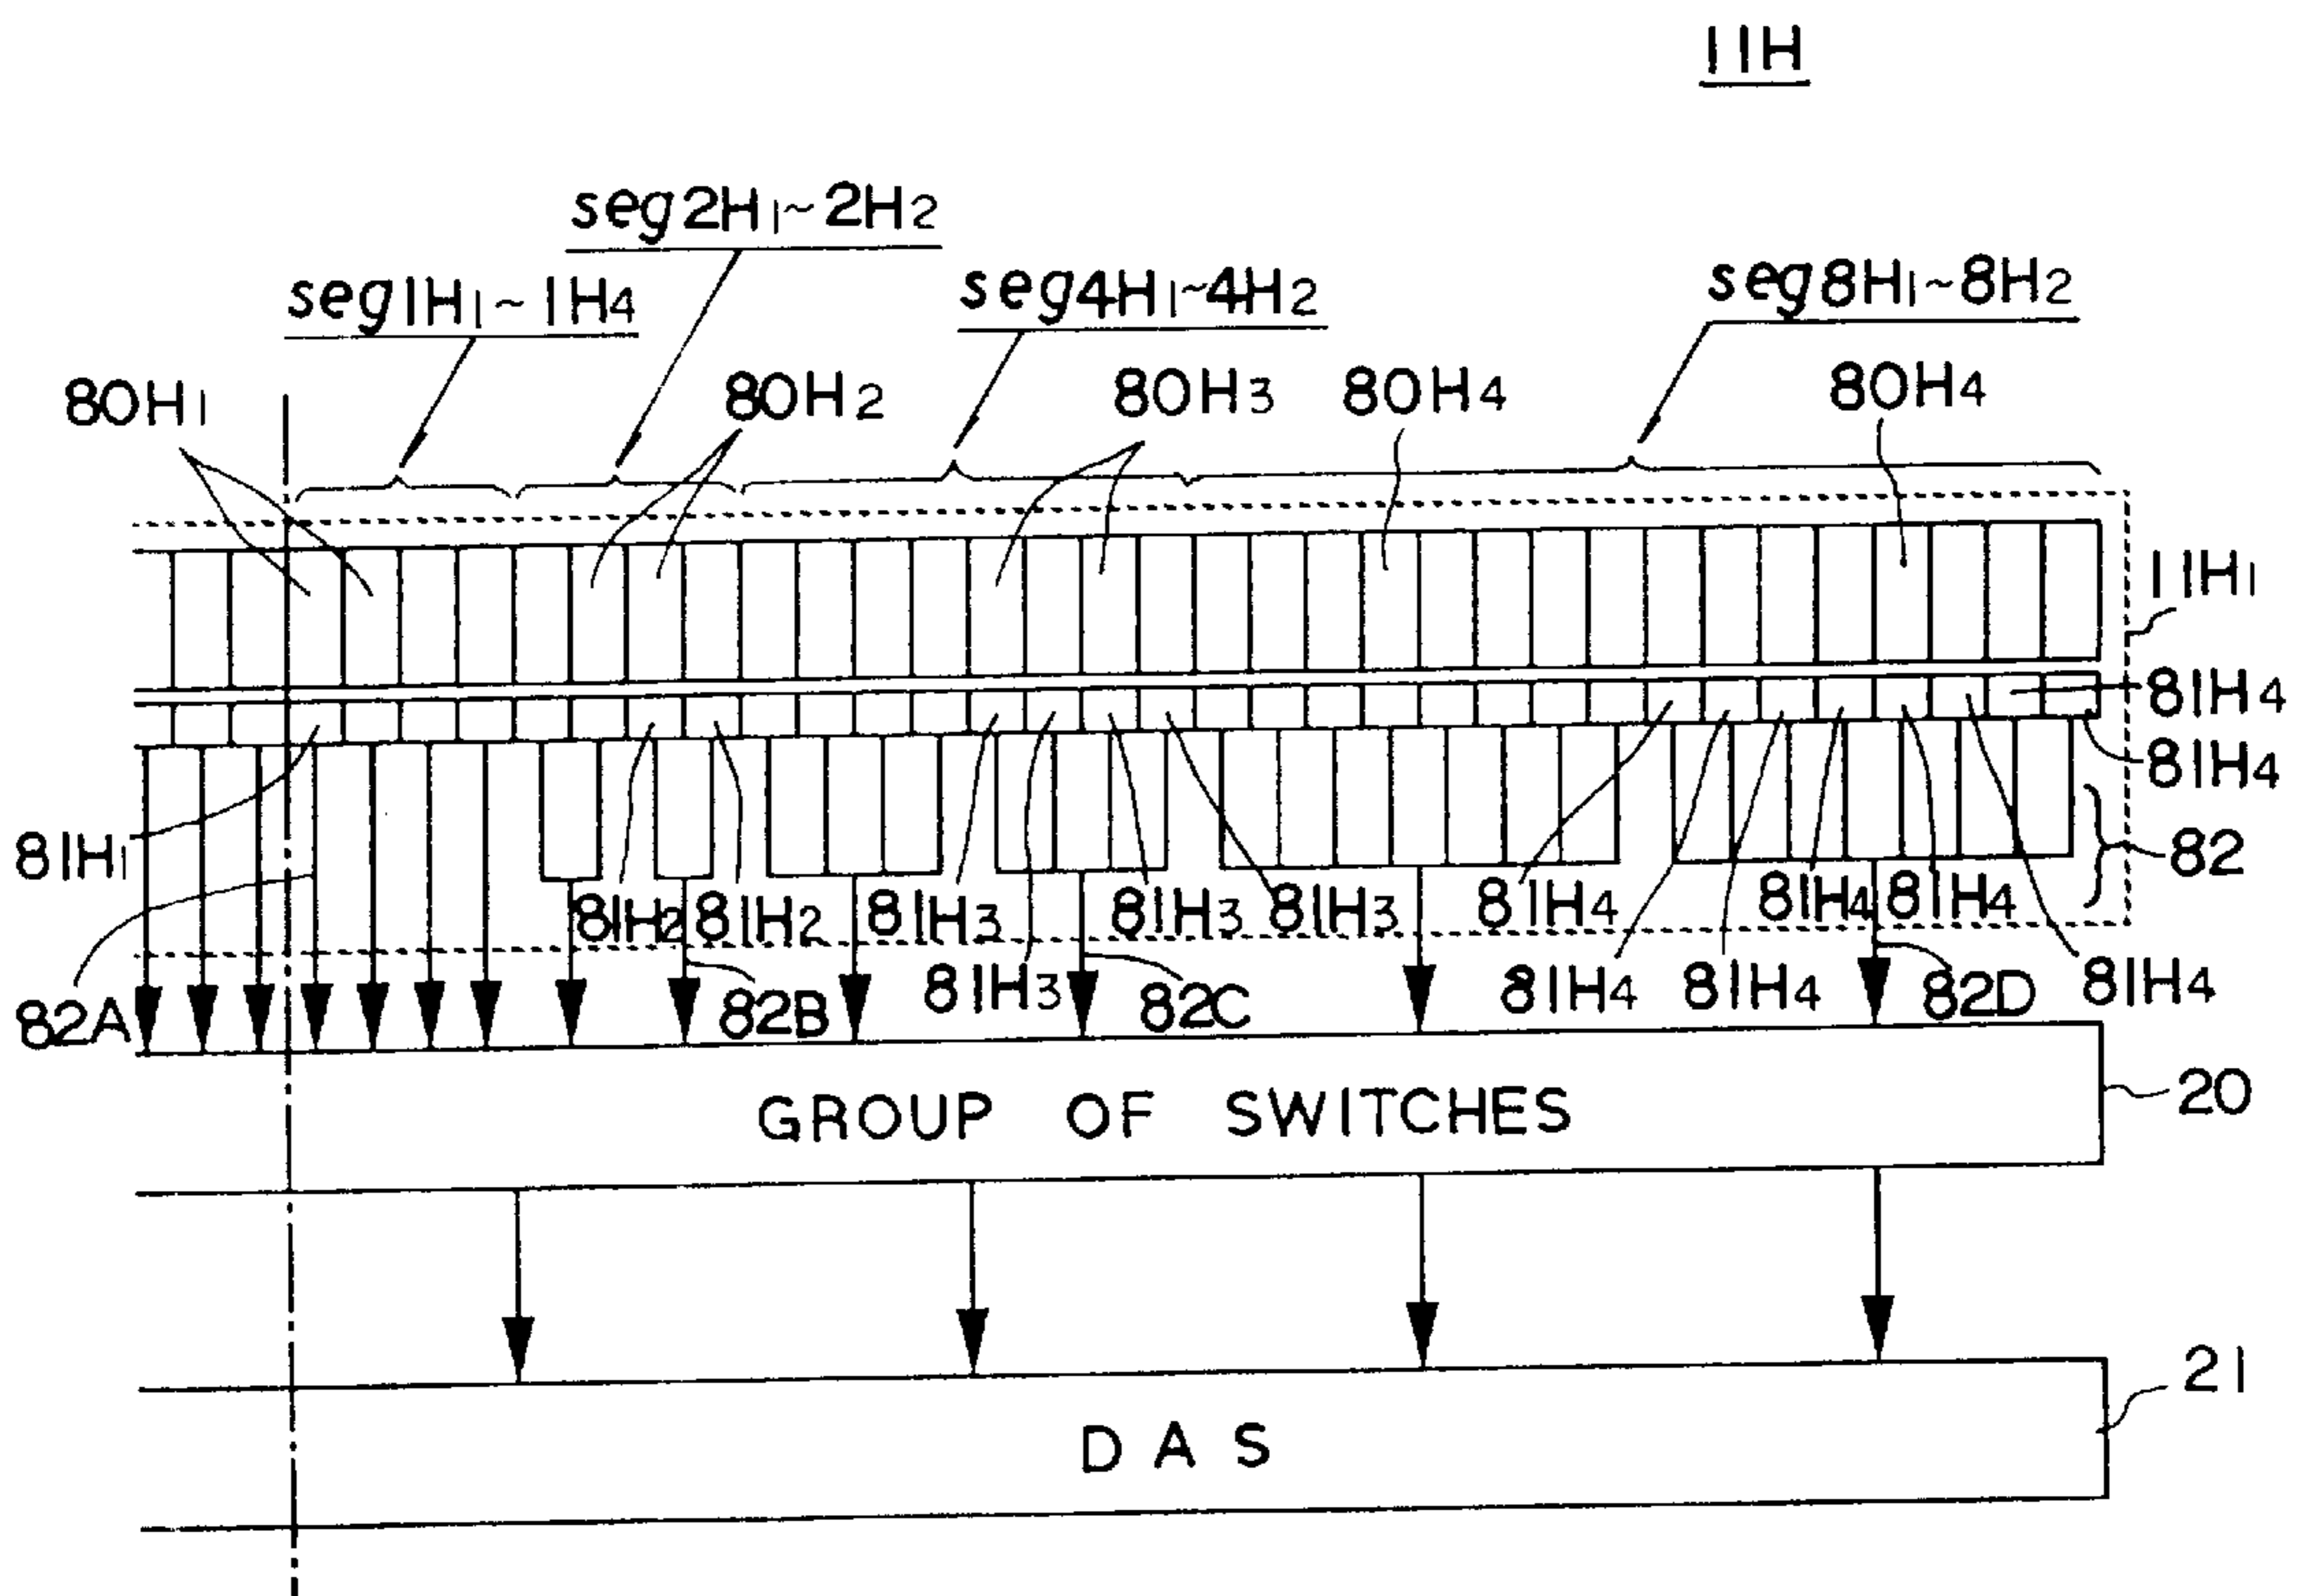 11H
seg2H1~2H2
seg1H1~1H4
seg4H1~4H2
seg8H1~8H2
80H1
80H2
80H3
80H4
80H4
11H1
81H4
81H4
81H1
82
81H2
81H2
81H3
81H3
81H3
81H4
81H4
81H4
82A
82B
81H3
82C
81H4
81H4
82D
81H4
GROUP OF SWITCHES
20
DAS
21